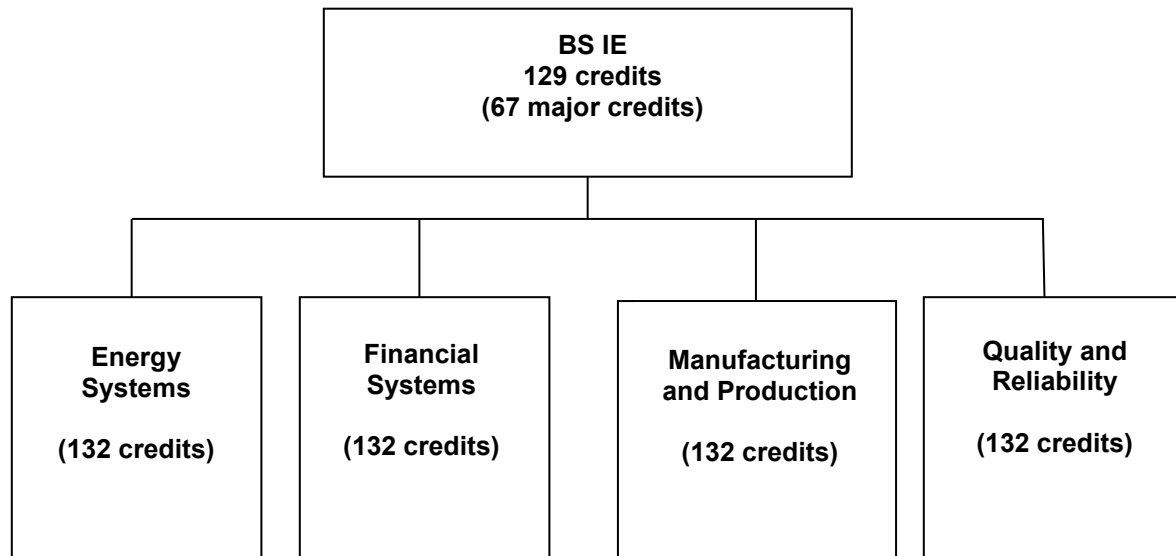 BS IE
129 credits
(67 major credits)
Energy
Systems
(132 credits)
Financial
Systems
(132 credits)
Manufacturing
and Production
(132 credits)
Quality and
Reliability
(132 credits)